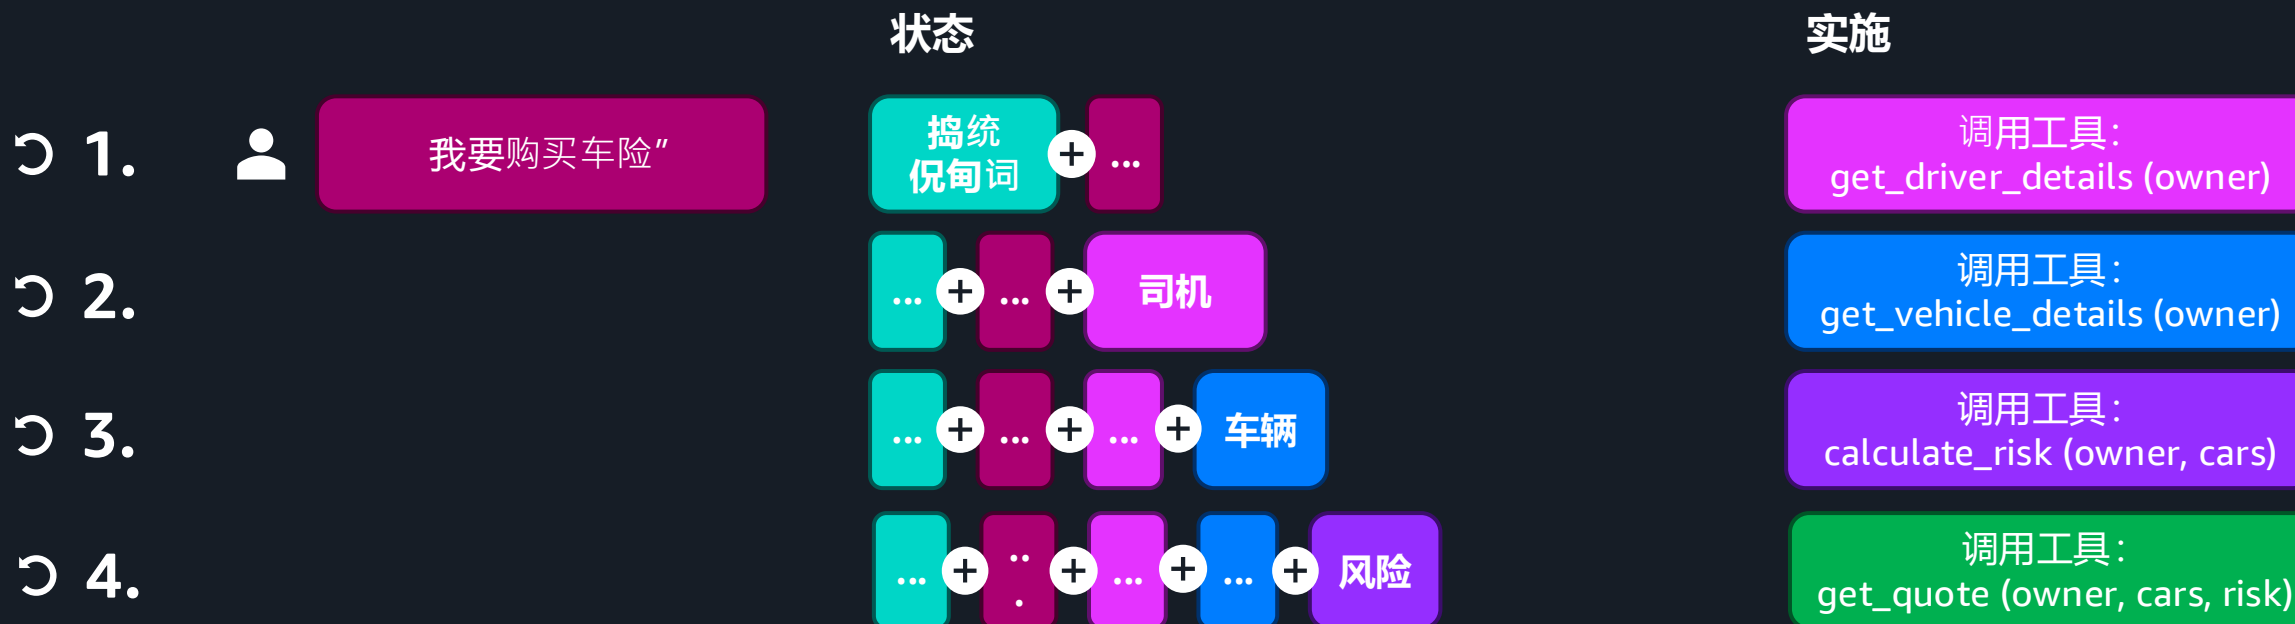 状态 实施
1. 我要购买车险” 捣统 + ... 调用工具：
倪甸词 get_driver_details (owner)
2. ... + ... + 司机 调用工具：
get_vehicle_details (owner)
3. ... + ... + ... + 车辆 调用工具：
calculate_risk (owner, cars)
4. ... + ... + ... + ... + 风险 调用工具：
get_quote (owner, cars, risk)